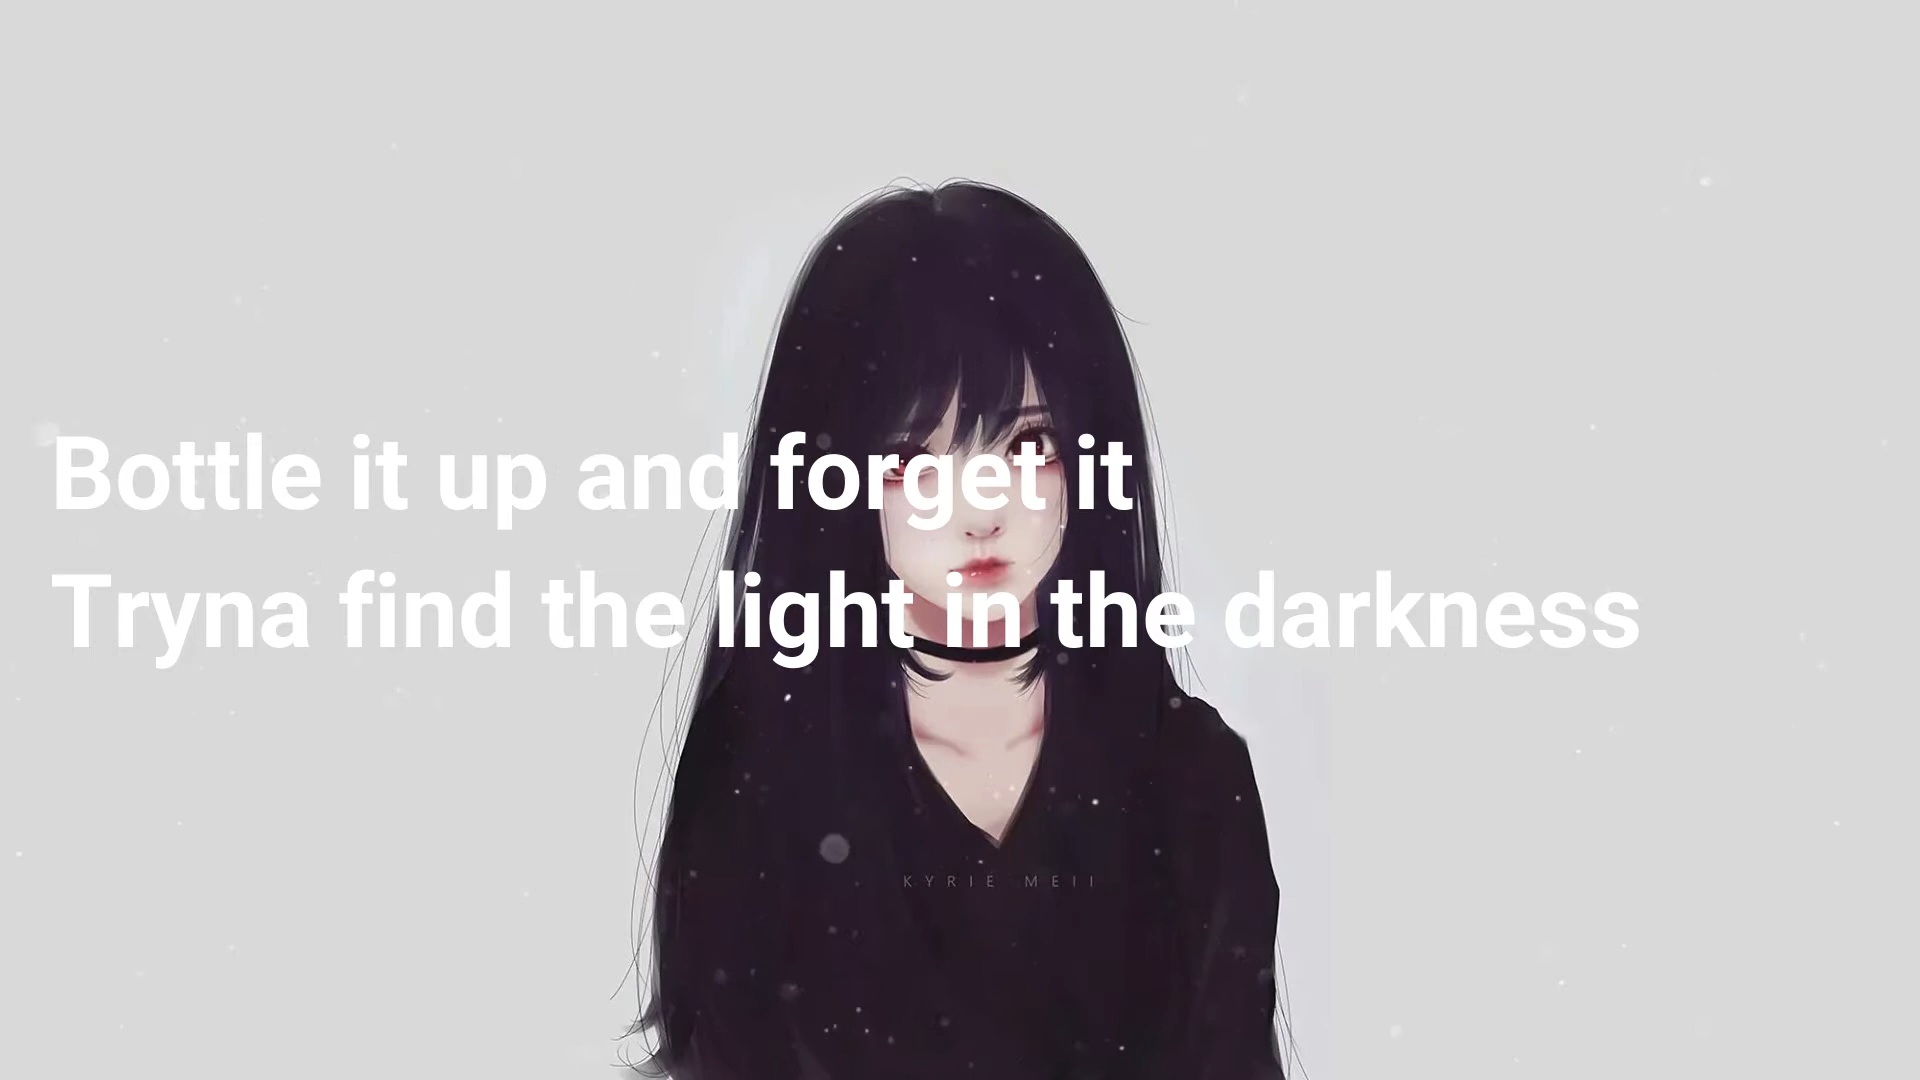 Bottle it up and forget it
Tryna find the light in the darkness
KYRIE MEII